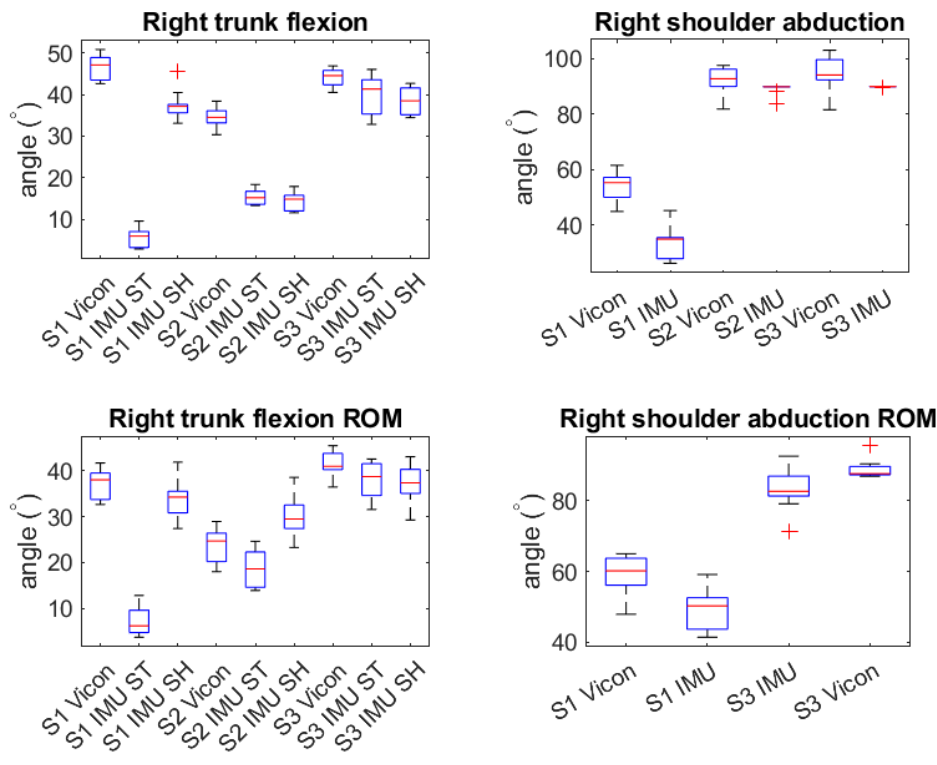 Right trunk flexion
angle (°)
50
40
30
20
10
S1 Vicon
S1 IMU ST
S1 IMU SH
S2 Vicon
S2 IMU ST
S2 IMU SH
S3 Vicon
S3 IMU ST
S3 IMU SH
Right shoulder abduction
angle (°)
100
80
60
40
S1 Vicon
S1 IMU
S2 Vicon
S2 IMU
S3 Vicon
S3 IMU
Right trunk flexion ROM
angle (°)
40
30
20
10
S1 Vicon
S1 IMU ST
S1 IMU SH
S2 Vicon
S2 IMU ST
S2 IMU SH
S3 Vicon
S3 IMU ST
S3 IMU SH
Right shoulder abduction ROM
angle (°)
80
60
40
S1 Vicon
S1 IMU
S3 IMU
S3 Vicon